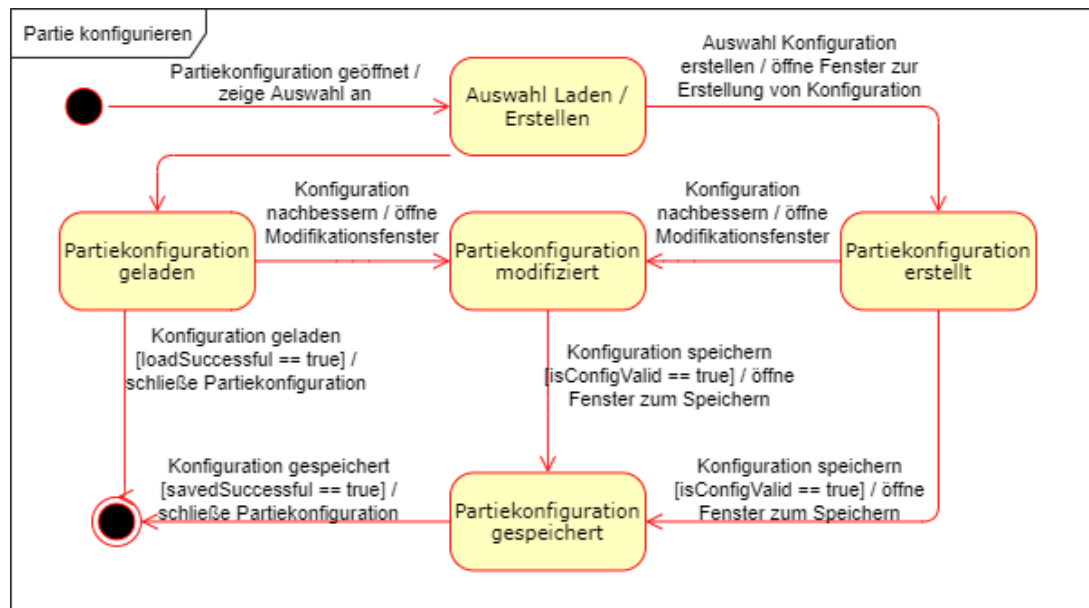 Partie konfigurieren
Partiekonfiguration geöffnet /
zeige Auswahl an
Auswahl Laden /
Erstellen
Auswahl Konfiguration
erstellen / öffne Fenster zur
Erstellung von Konfiguration
Konfiguration
nachbessern / öffne
Modifikationsfenster
Konfiguration
nachbessern / öffne
Modifikationsfenster
Partiekonfiguration
geladen
Partiekonfiguration
modifiziert
Partiekonfiguration
erstellt
Konfiguration geladen
[loadSuccessful == true] /
schließe Partiekonfiguration
Konfiguration speichern
[isConfigValid == true] / öffne
Fenster zum Speichern
Konfiguration gespeichert
[savedSuccessful == true] /
schließe Partiekonfiguration
Partiekonfiguration
gespeichert
Konfiguration speichern
[isConfigValid == true] / öffne
Fenster zum Speichern